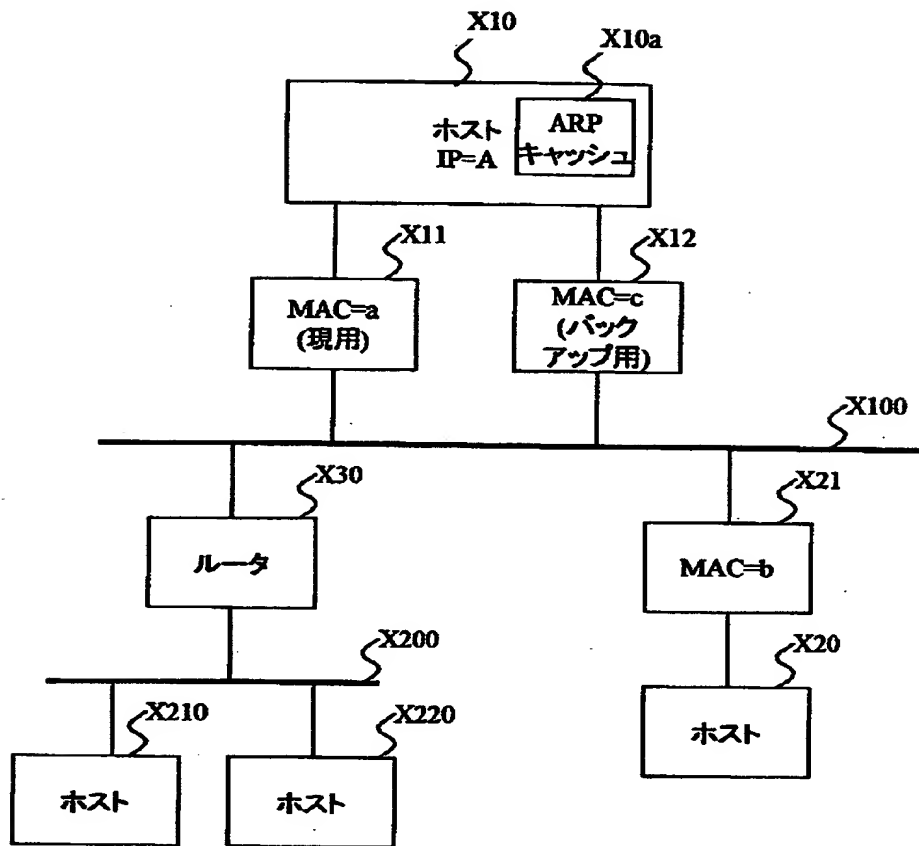 X10
X10a
ホスト
IP=A
ARP
キャッシュ
X11
X12
MAC=a
(現用)
MAC=c
(バック
アップ用)
X100
X30
X21
ルータ
MAC=b
X200
X20
X210
X220
ホスト
ホスト
ホスト